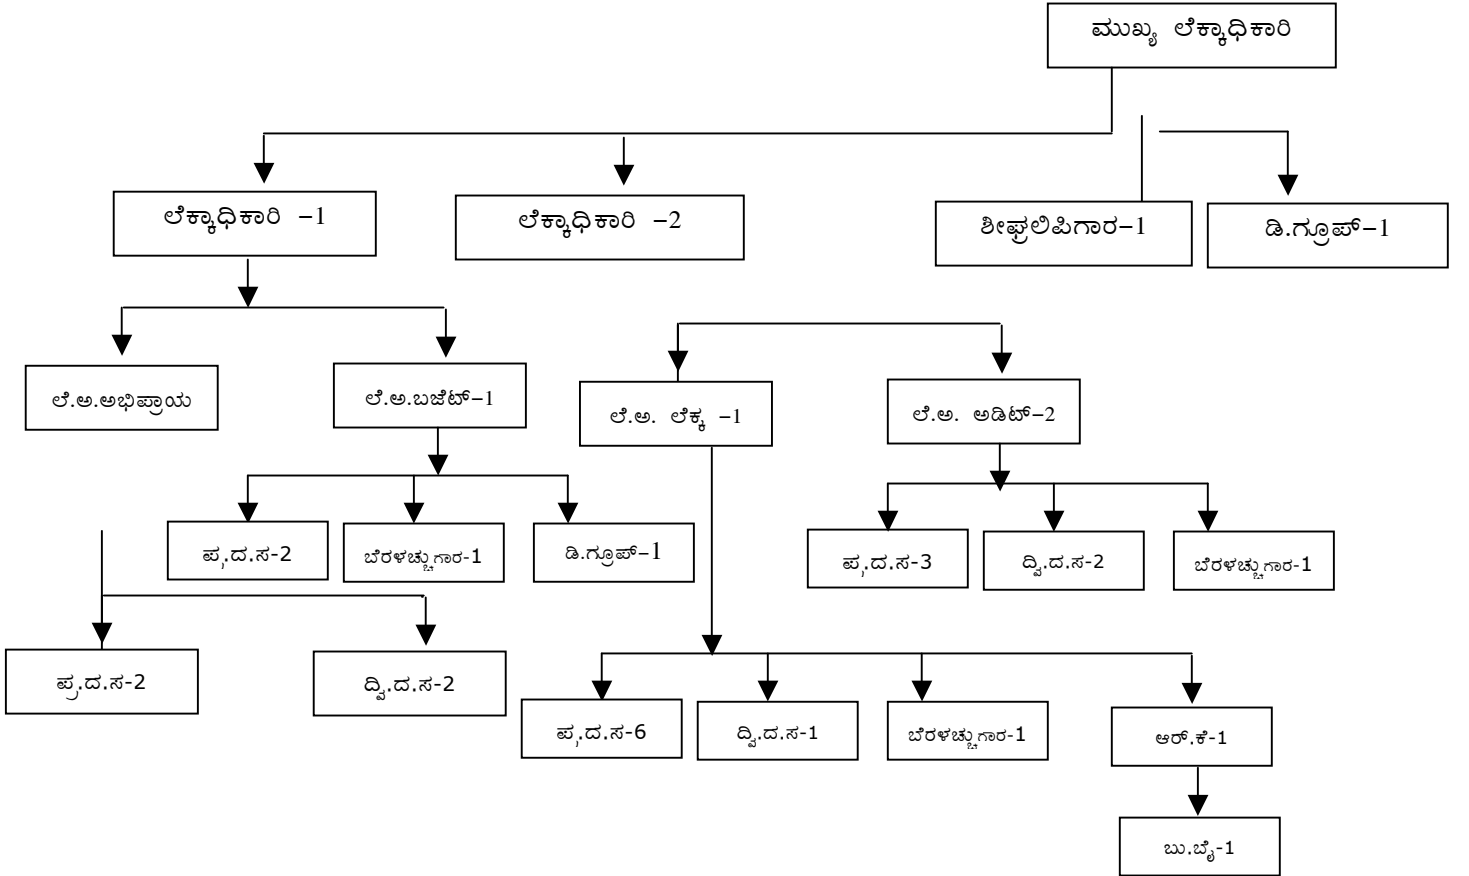 ಮುಖ್ಯ ಲೆಕ್ಕಾಧಿಕಾರಿ
ಲೆಕ್ಕಾಧಿಕಾರಿ -1
ಲೆಕ್ಕಾಧಿಕಾರಿ -2
ಶೀಘ್ರಲಿಪಿಗಾರ-1
ಡಿ.ಗ್ರೂಪ್-1
ಲೆ.ಅ.ಅಭಿಪ್ರಾಯ
ಲೆ.ಅ.ಬಜೆಟ್-1
ಲೆ.ಅ. ಲೆಕ್ಕ -1
ಲೆ.ಅ. ಅಡಿಟ್-2
ಪ್ರ.ದ.ಸ-2
ಬೆರಳಚ್ಚುಗಾರ-1
ಡಿ.ಗ್ರೂಪ್-1
ಪ್ರ.ದ.ಸ-3
ದ್ವಿ.ದ.ಸ-2
ಬೆರಳಚ್ಚುಗಾರ-1
ಪ್ರ.ದ.ಸ-2
ದ್ವಿ.ದ.ಸ-2
ಪ್ರ.ದ.ಸ-6
ದ್ವಿ.ದ.ಸ-1
ಬೆರಳಚ್ಚುಗಾರ-1
ಆರ್.ಕೆ-1
ಬು.ಬೈ-1